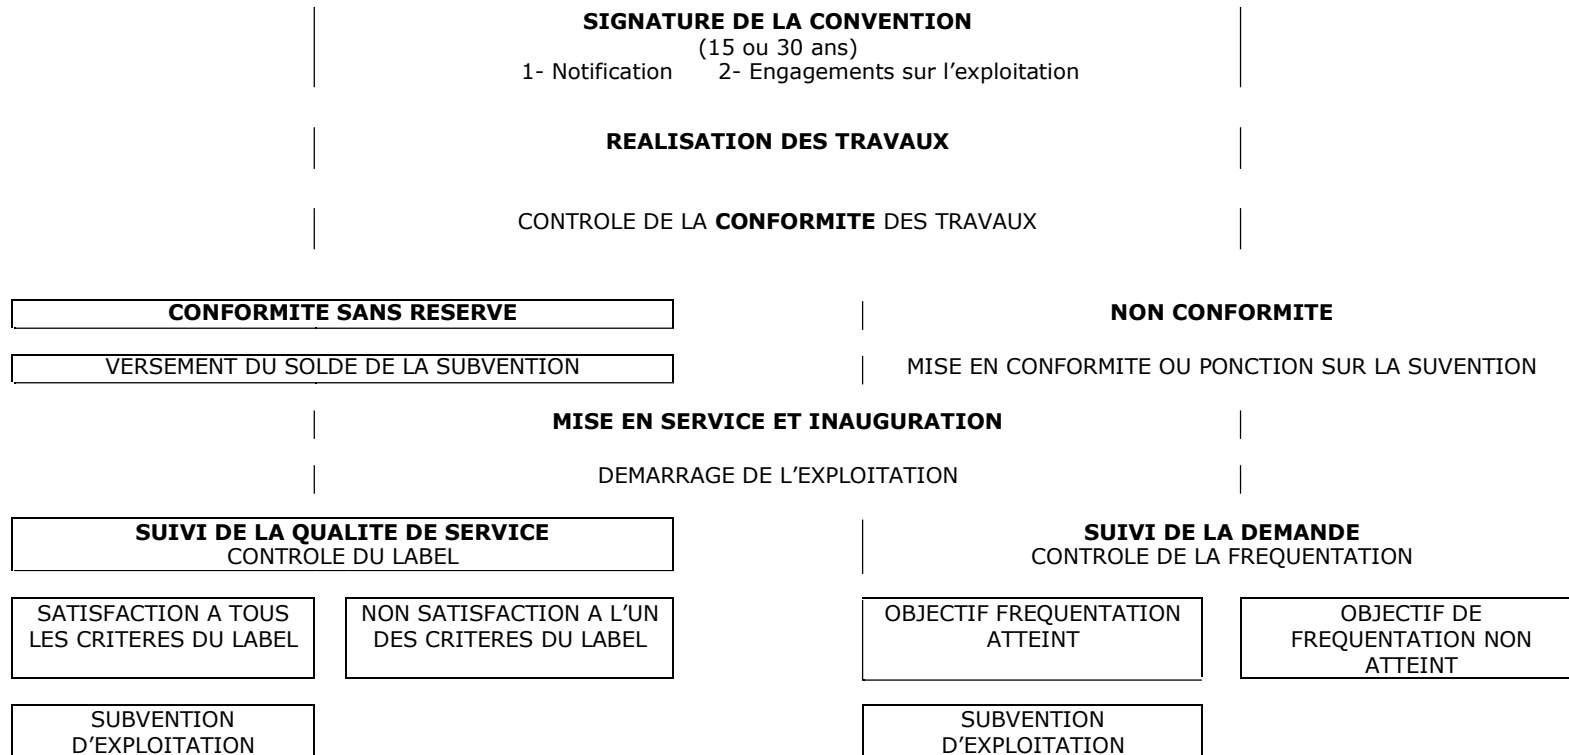 SIGNATURE DE LA CONVENTION
(15 ou 30 ans)
1- Notification 2- Engagements sur l'exploitation
REALISATION DES TRAVAUX
CONTROLE DE LA CONFORMITE DES TRAVAUX
CONFORMITE SANS RESERVE
NON CONFORMITE
VERSEMENT DU SOLDE DE LA SUBVENTION
MISE EN CONFORMITE OU PONCTION SUR LA SUVENTION
MISE EN SERVICE ET INAUGURATION
DEMARRAGE DE L'EXPLOITATION
SUIVI DE LA QUALITE DE SERVICE
CONTROLE DU LABEL
SUIVI DE LA DEMANDE
CONTROLE DE LA FREQUENTATION
SATISFACTION A TOUS
LES CRITERES DU LABEL
NON SATISFACTION A L'UN
DES CRITERES DU LABEL
OBJECTIF FREQUENTATION
ATTEINT
OBJECTIF DE
FREQUENTATION NON
ATTEINT
SUBVENTION
D'EXPLOITATION
SUBVENTION
D'EXPLOITATION